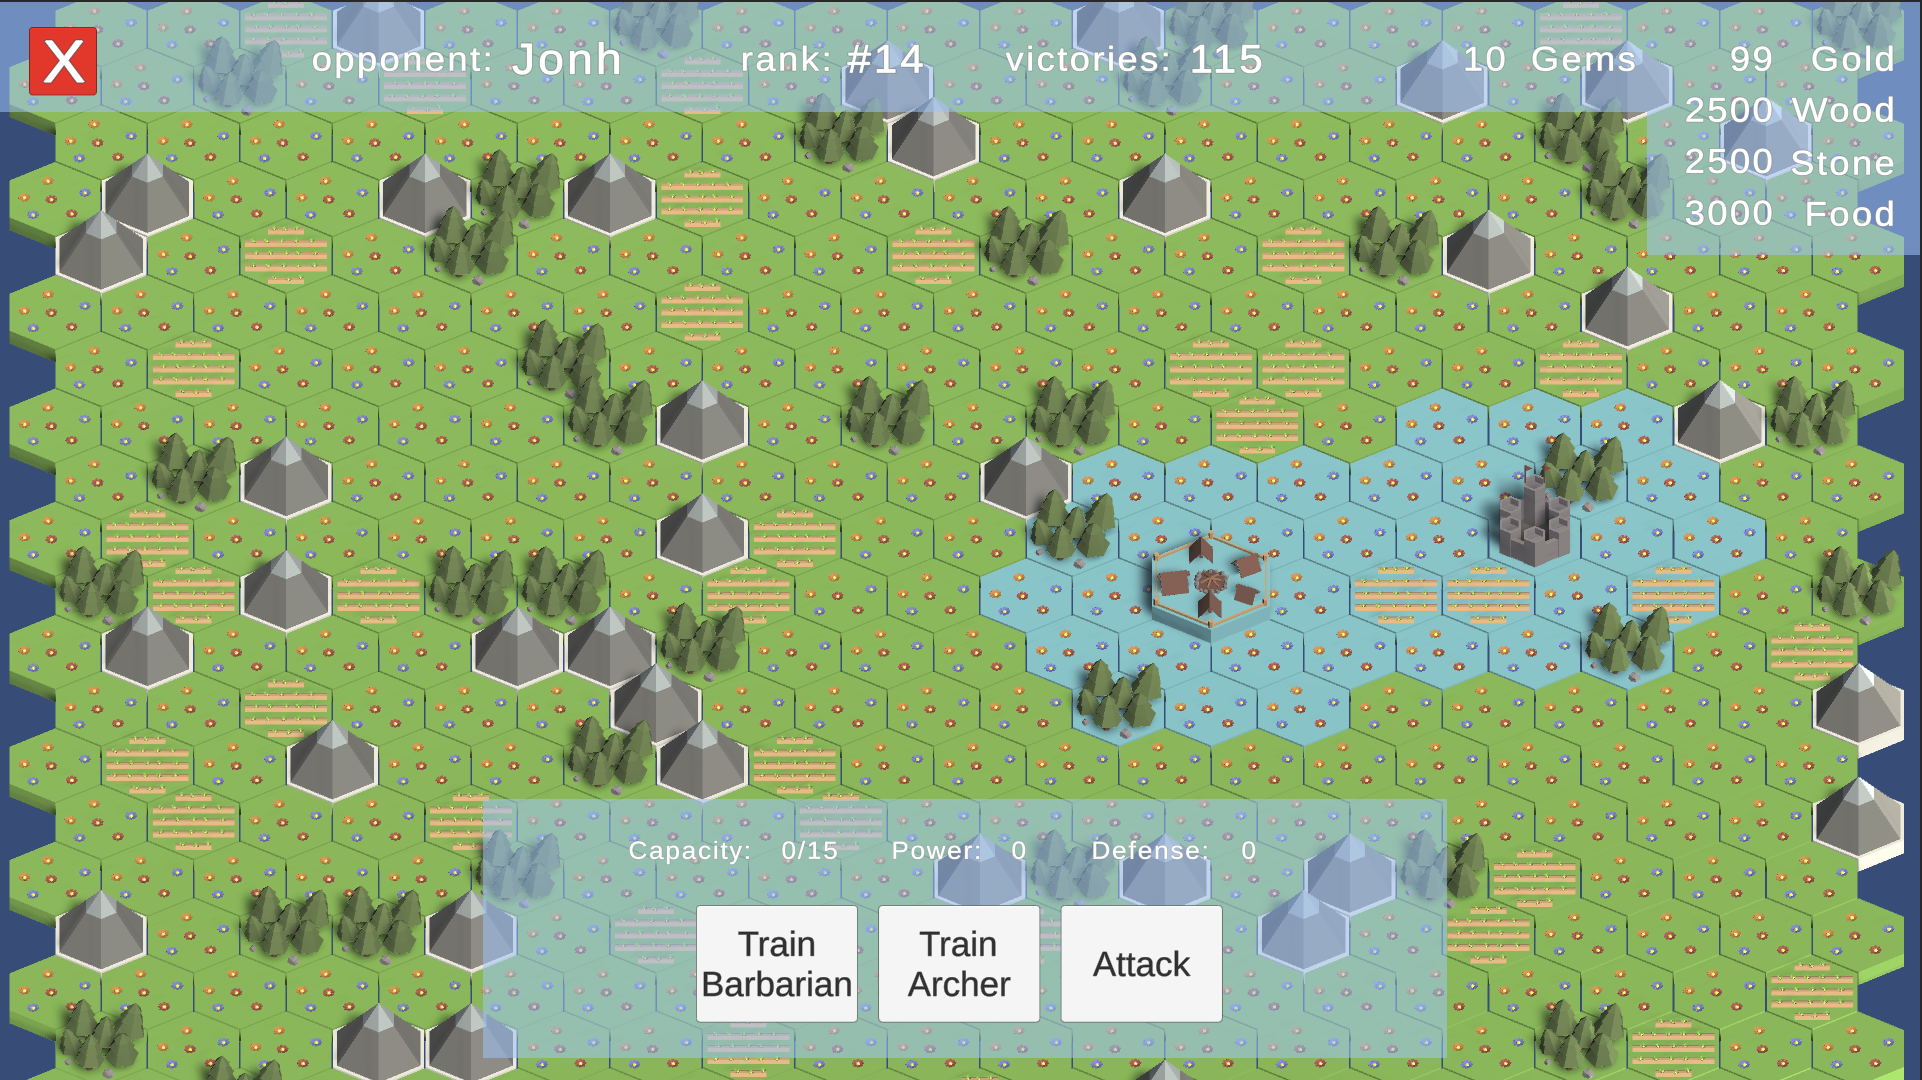 X
opponent: Jonh rank: #14 victories: 115 10 Gems 99 Gold
2500 Wood
2500 Stone
3000 Food
Capacity: 0/15 Power: 0 Defense: 0
Train
Barbarian
Train
Archer
Attack